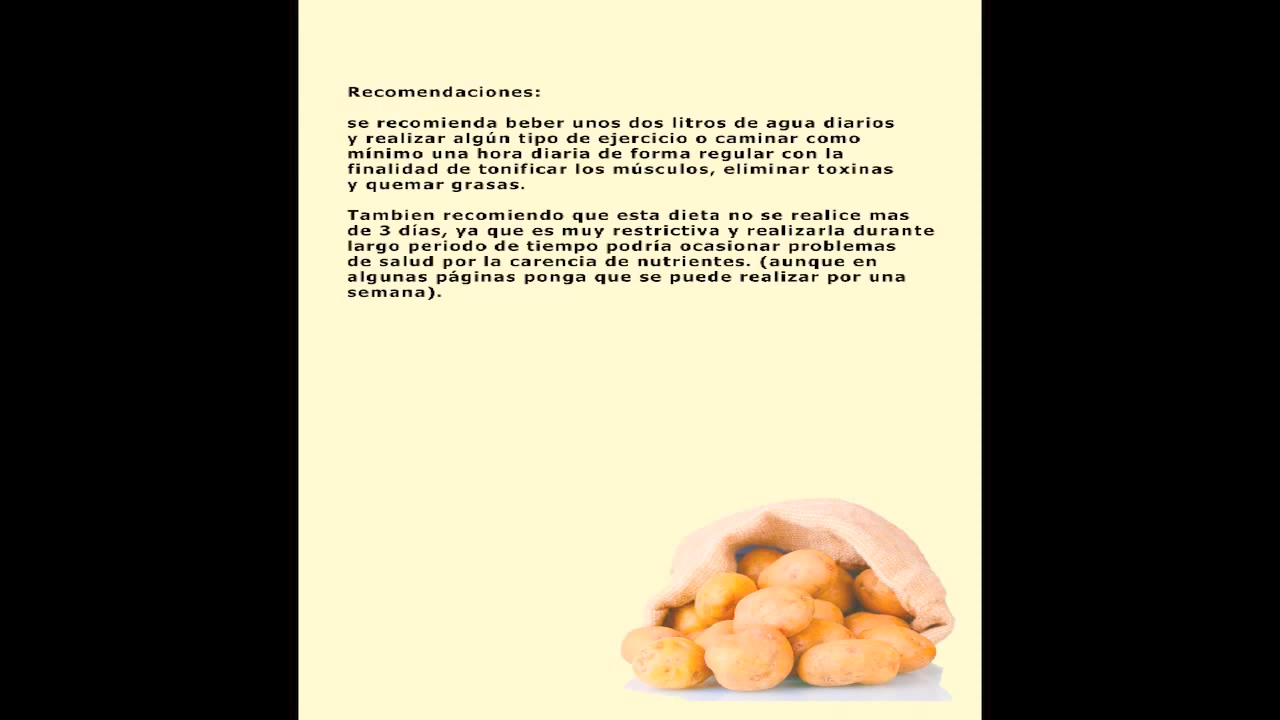 Recomendaciones:
se recomienda beber unos dos litros de agua diarios
y realizar algún tipo de ejercicio o caminar como
mínimo una hora diaria de forma regular con la
finalidad de tonificar los músculos, eliminar toxinas
y quemar grasas.
Tambien recomiendo que esta dieta no se realice mas
de 3 días, ya que es muy restrictiva y realizarla durante
largo periodo de tiempo podría ocasionar problemas
de salud por la carencia de nutrientes. (aunque en
algunas páginas ponga que se puede realizar por una
semana).